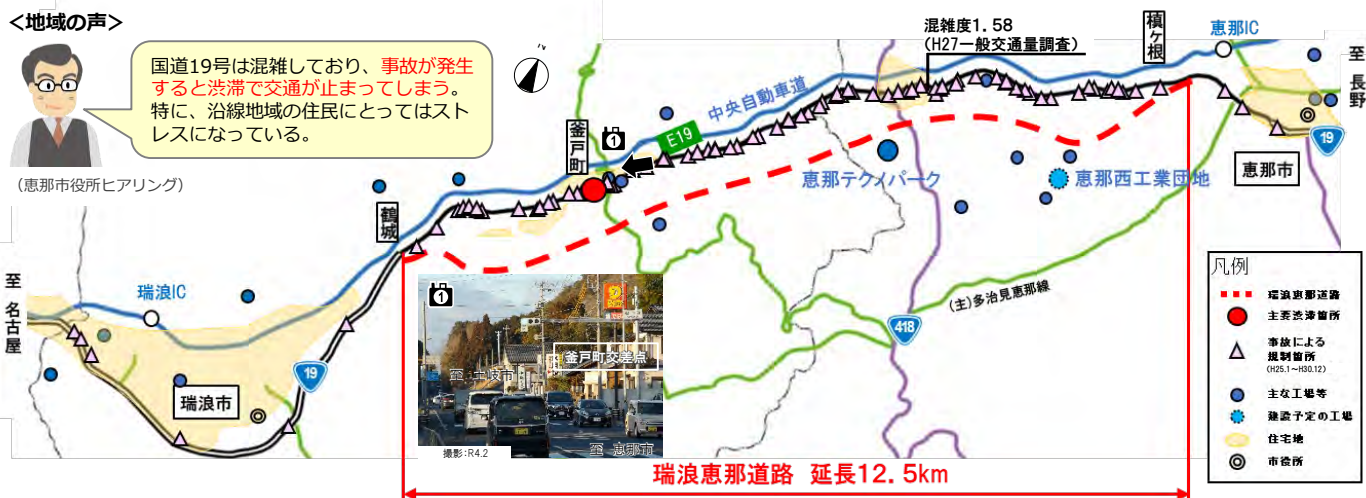 <地域の声>
国道19号は混雑しており、事故が発生
すると渋滞で交通が止まってしまう。
特に、沿線地域の住民にとってはスト
レスになっている。
(恵那市役所ヒアリング)
N
混雑度1.58
(H27一般交通量調査)
槙ヶ根
恵那IC
至 長野
中央自動車道
E19
釜戸町
1
19
恵那市
恵那テクノパーク
恵那西工業団地
鶴城
至 名古屋
瑞浪IC
瑞浪市
19
418
(主)多治見恵那線
1
釜戸町交差点
至 土岐市
至 恵那市
撮影:R4.2
瑞浪恵那道路 延長12.5km
凡例
瑞浪恵那道路
主要渋滞箇所
事故による
規制箇所
(H25.1~H30.12)
主な工場等
建設予定の工場
住宅地
市役所